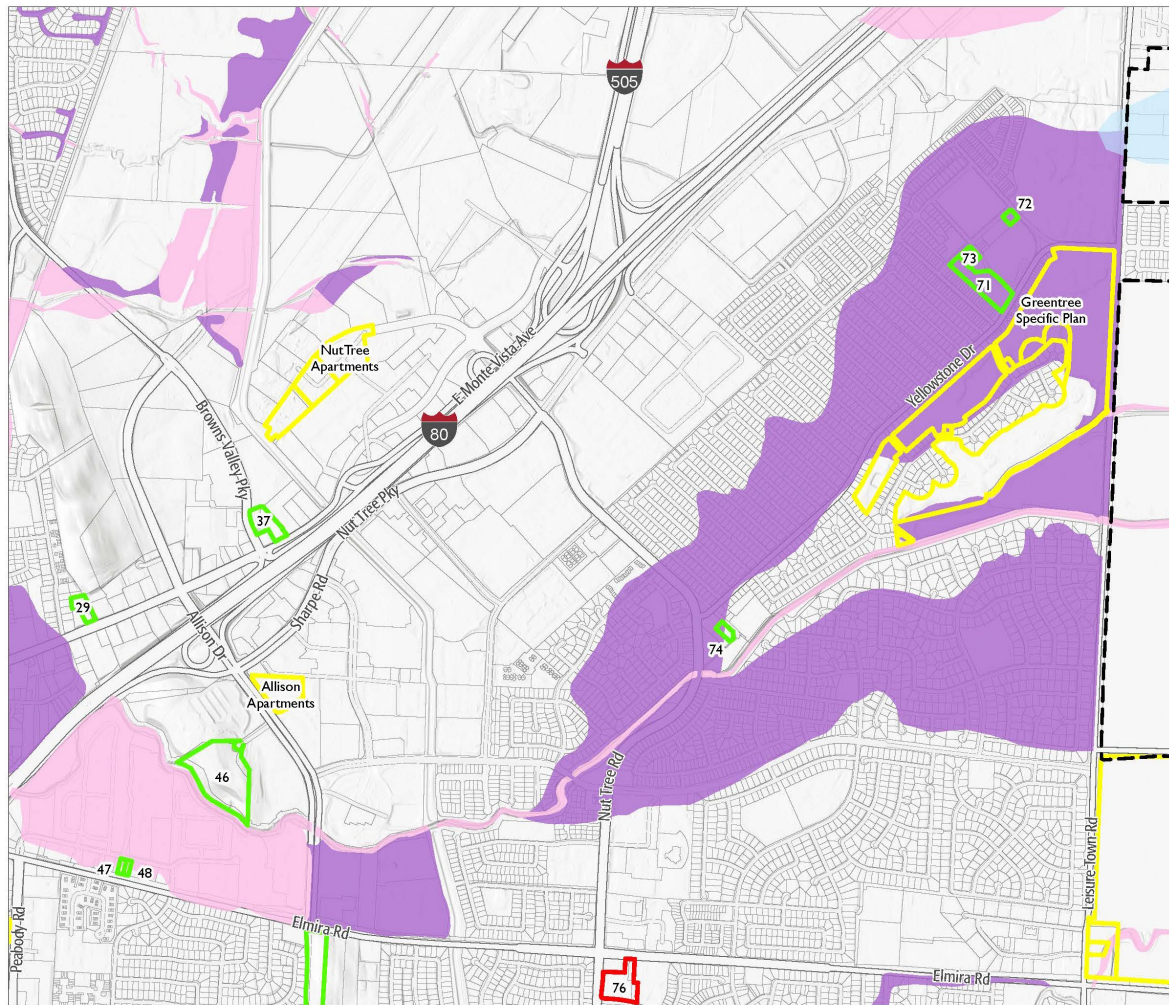 505
72
73
71
Greentree
Specific Plan
Nut Tree
Apartments
E Monte Vista Ave
Yellowstone Dr
80
Browns Valley Pky
37
Nut Tree Pky
29
Sharpe Rd
Allison Dr
74
Allison
Apartments
46
Nut Tree Rd
Leisure Town Rd
47
48
Elmira Rd
Peabody Rd
76
Elmira Rd